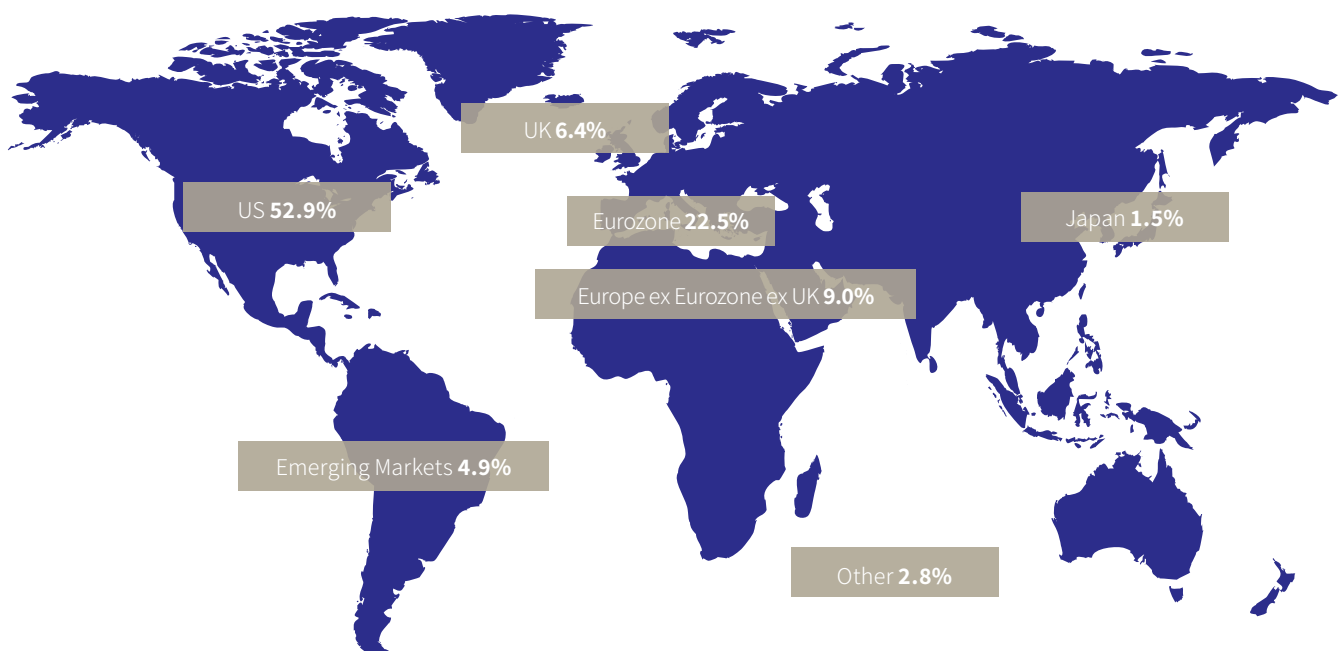 UK 6.4%
US 52.9%
Eurozone 22.5%
Japan 1.5%
Europe ex Eurozone ex UK 9.0%
Emerging Markets 4.9%
Other 2.8%